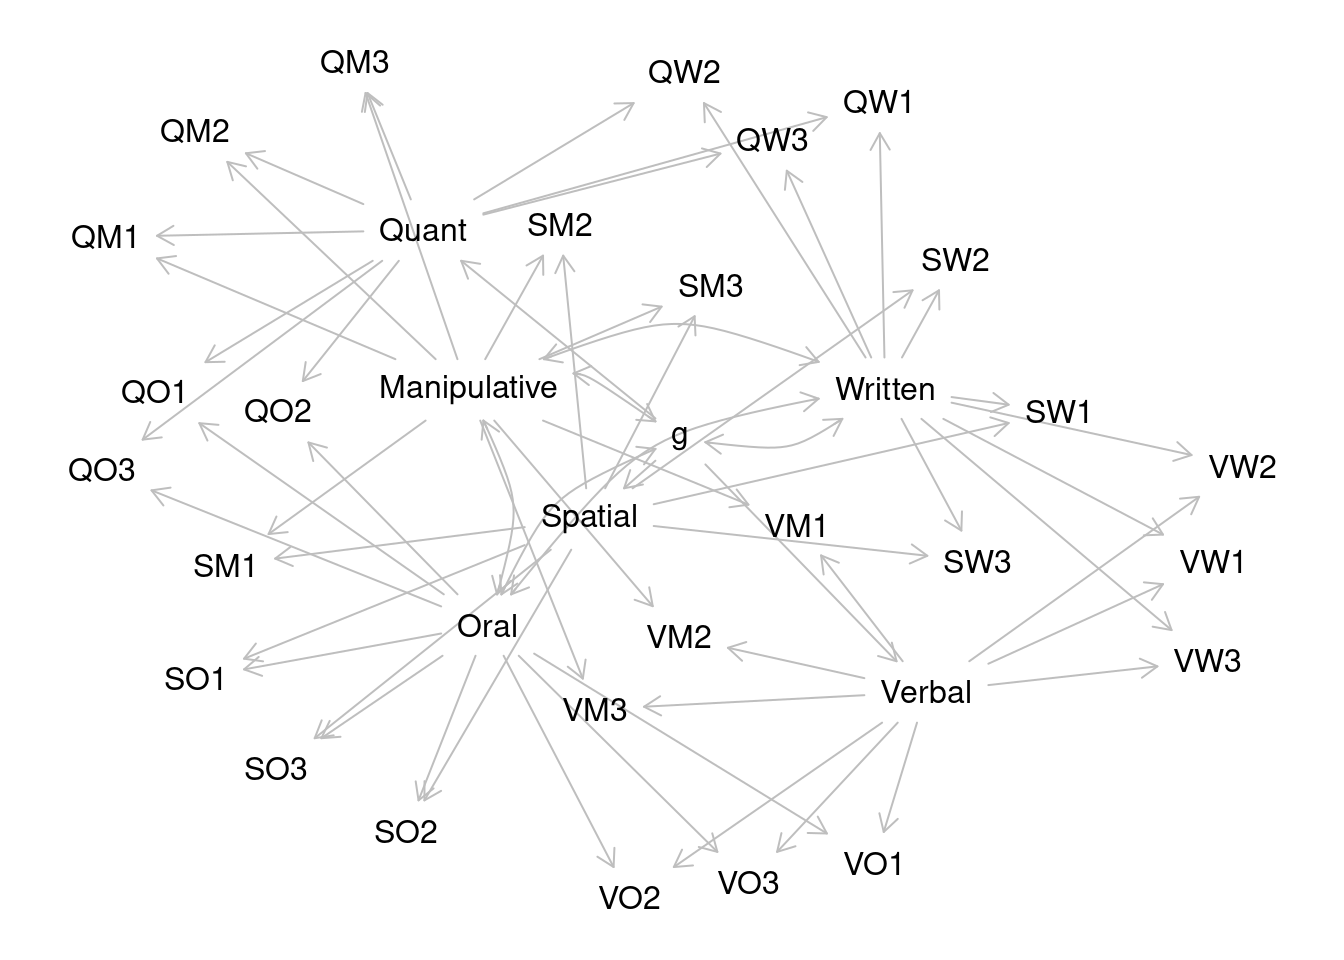 QM3
QW2
QW1
QM2
QW3
SM2
Quant
QM1
SW2
SM3
Manipulative
Written
QO1
QO2
SW1
g
QO3
VW2
Spatial
VM1
SM1
SW3
VW1
Oral
VM2
VW3
SO1
Verbal
VM3
SO3
SO2
VO1
VO3
VO2